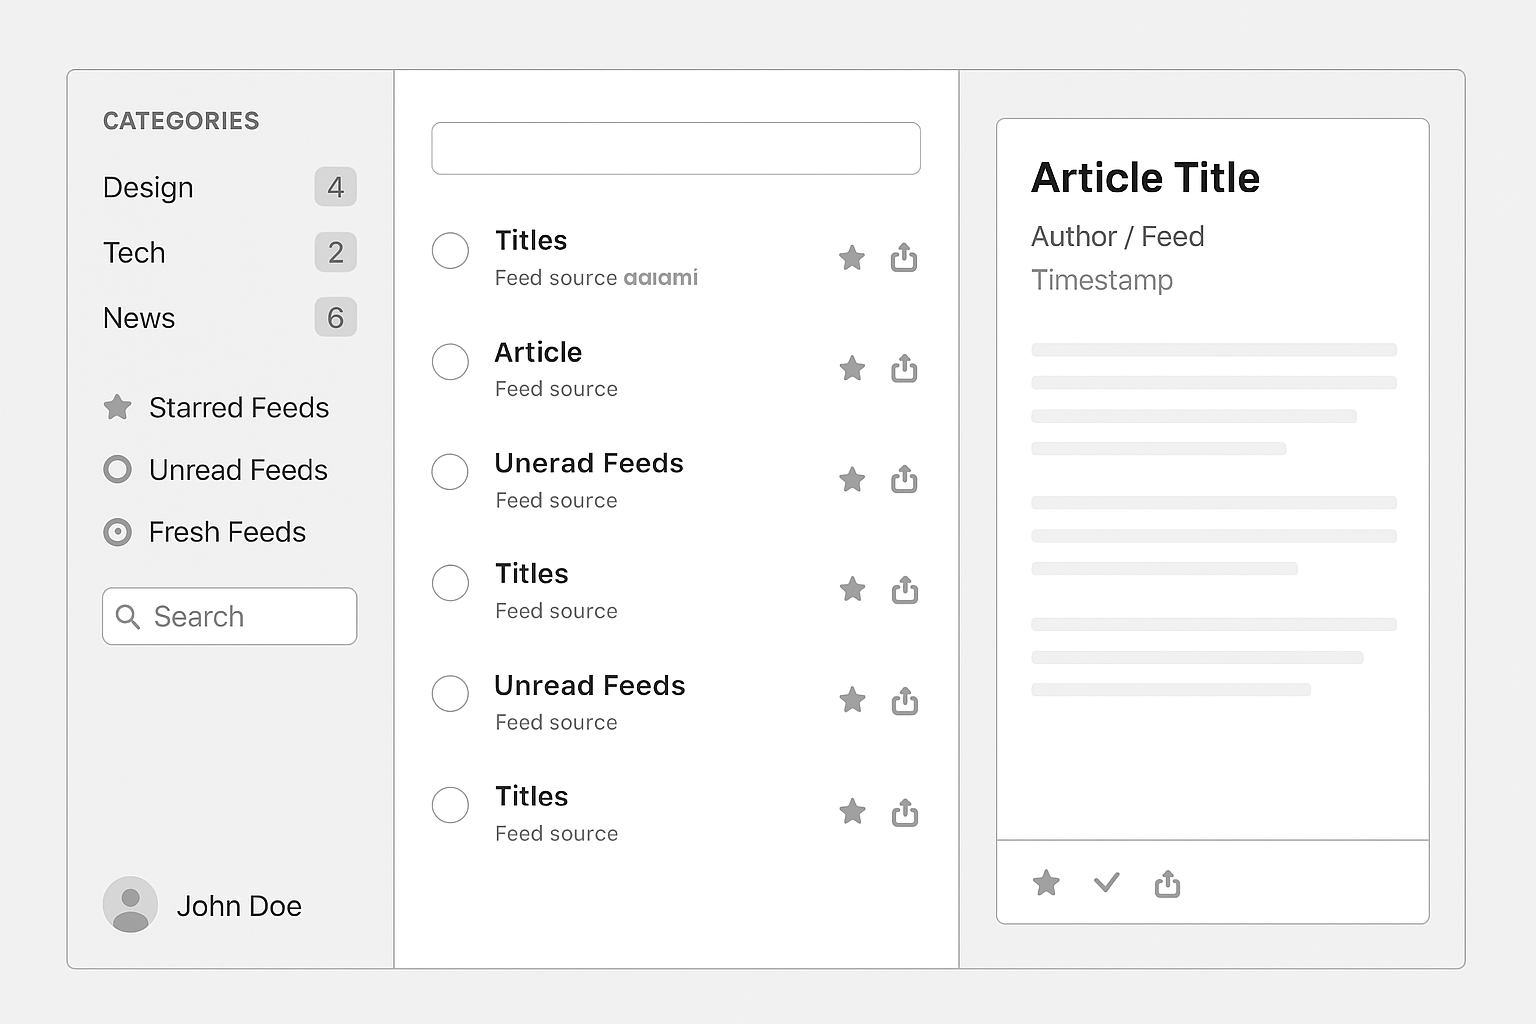 CATEGORIES
Design 4
Tech 2
News 6
Starred Feeds
Unread Feeds
Fresh Feeds
Search
John Doe
Titles
Feed source
Article
Feed source
Unerad Feeds
Feed source
Titles
Feed source
Unread Feeds
Feed source
Titles
Feed source
Article Title
Author / Feed
Timestamp